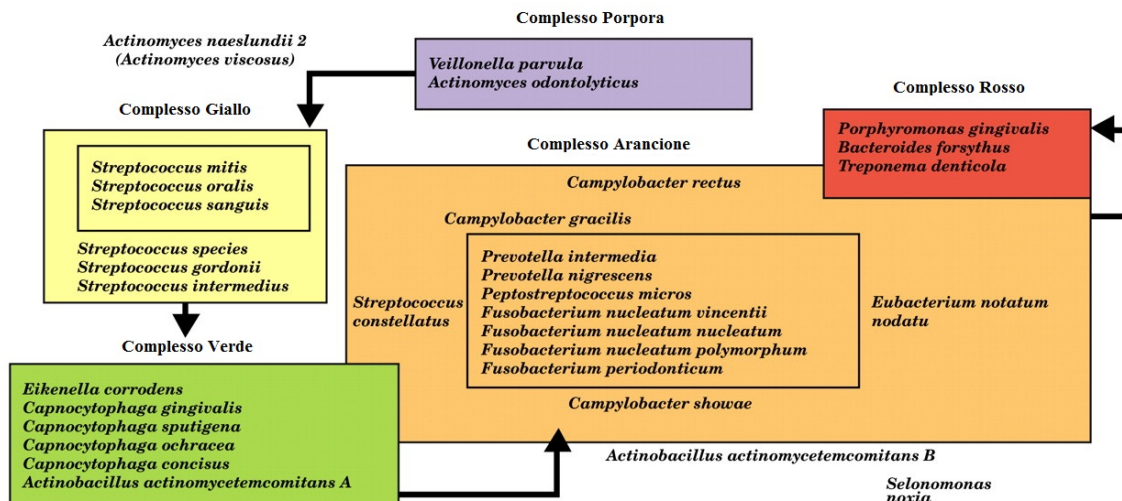 Complesso Porpora
Actinomyces naeslundii 2
(Actinomyces viscosus)
Veillonella parvula
Actinomyces odontolyticus
Complesso Giallo
Streptococcus mitis
Streptococcus oralis
Streptococcus sanguis
Streptococcus species
Streptococcus gordonii
Streptococcus intermedius
Complesso Rosso
Porphyromonas gingivalis
Bacteroides forsythus
Treponema denticola
Complesso Arancione
Campylobacter rectus
Campylobacter gracilis
Prevotella intermedia
Prevotella nigrescens
Peptostreptococcus micros
Fusobacterium nucleatum vincentii
Fusobacterium nucleatum nucleatum
Fusobacterium nucleatum polymorphum
Fusobacterium periodonticum
Streptococcus
constellatus
Eubacterium notatum
nodatu
Campylobacter showae
Complesso Verde
Eikenella corrodens
Capnocytophaga gingivalis
Capnocytophaga sputigena
Capnocytophaga ochracea
Capnocytophaga concisus
Actinobacillus actinomycetemcomitans A
Actinobacillus actinomycetemcomitans B
Selonomonas
noxia